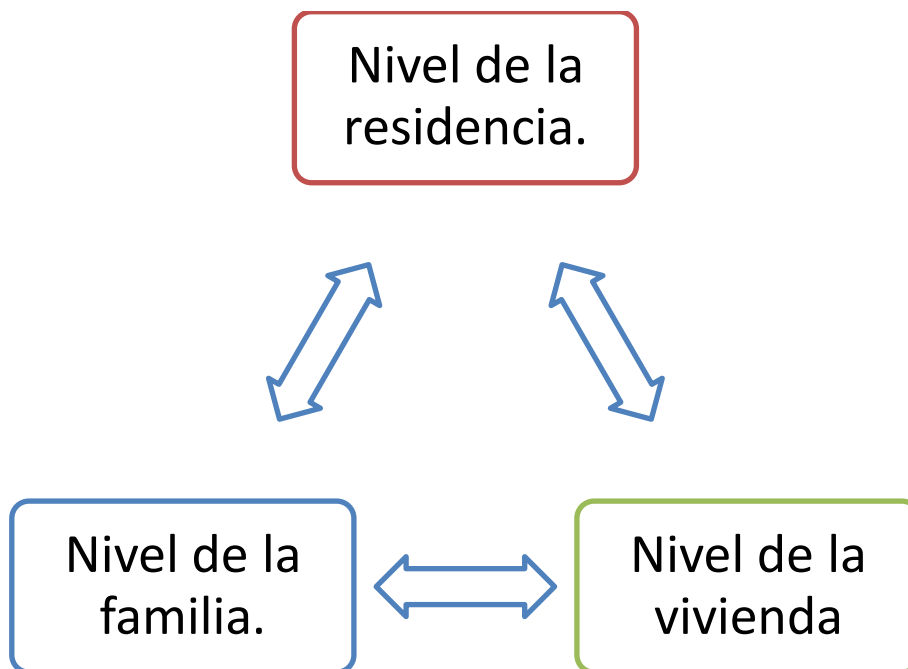 Nivel de la
residencia.
Nivel de la
familia.
Nivel de la
vivienda